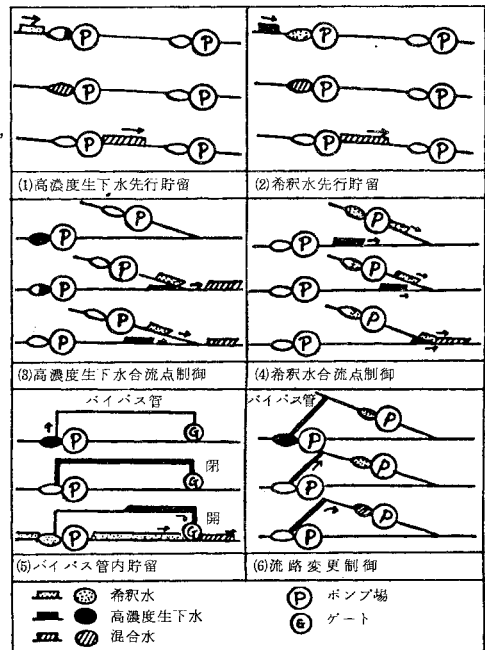 P P P P
P P P P
P P P P
(1)高濃度生下水先行貯留 (2)希釈水先行貯留
P P
P P
P P
P P
P P
P P
(3)高濃度生下水合流点制御 (4)希釈水合流点制御
バイパス管 バイパス管
P G P P
閉
P G P P
開
P G P P
(5)バイパス管内貯留 (6)流路変更制御
希釈水 P ポンプ場
高濃度生下水 G ゲート
混合水